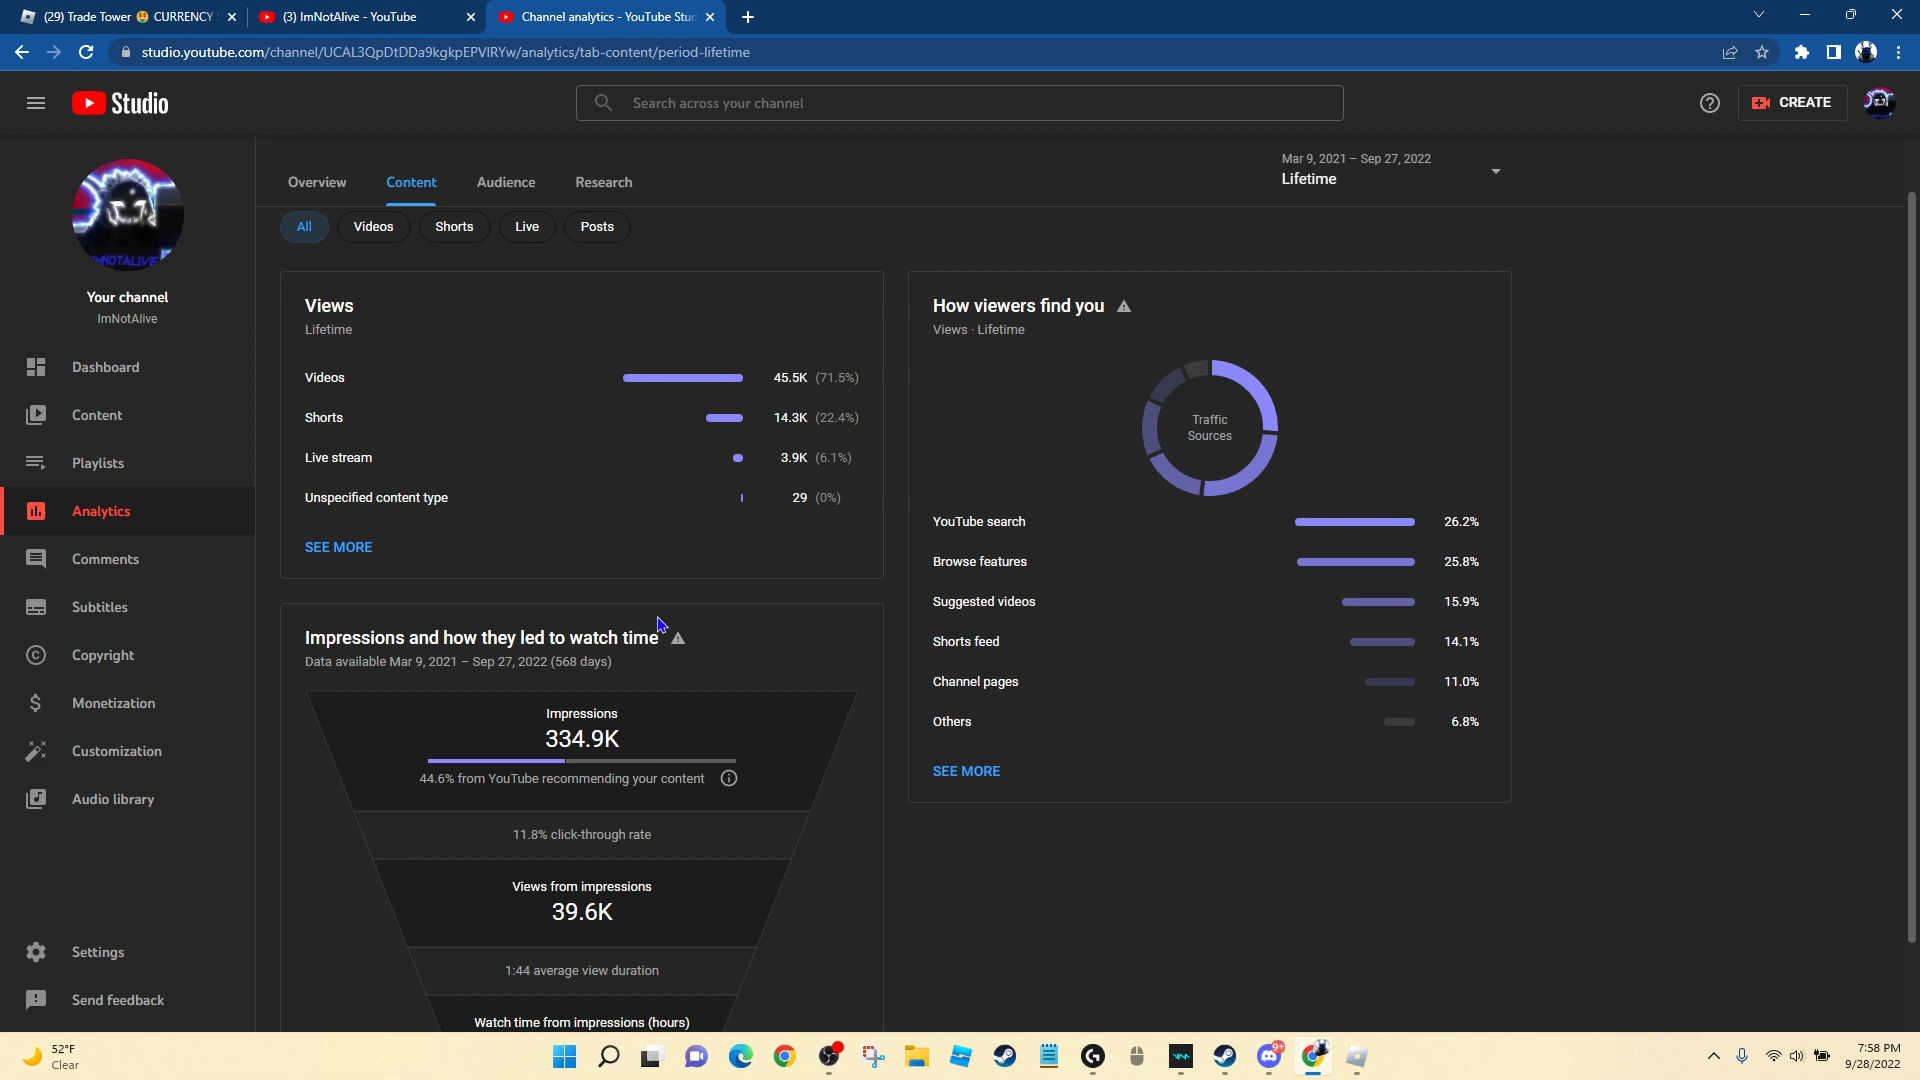 (29) Trade Tower 🤑 CURRENCY
(3) ImNotAlive - YouTube
Channel analytics - YouTube Stu
studio.youtube.com/channel/UCAL3QpDtDDa9kgkpEPVIRYw/analytics/tab-content/period-lifetime
Studio
Search across your channel
CREATE
IMNOTALIVE
Your channel
ImNotAlive
Dashboard
Content
Playlists
Analytics
Comments
Subtitles
Copyright
Monetization
Customization
Audio library
Settings
Send feedback
Overview
Content
Audience
Research
Mar 9, 2021 – Sep 27, 2022
Lifetime
All
Videos
Shorts
Live
Posts
Views
Lifetime
Videos 45.5K (71.5%)
Shorts 14.3K (22.4%)
Live stream 3.9K (6.1%)
Unspecified content type 29 (0%)
SEE MORE
Impressions and how they led to watch time
Data available Mar 9, 2021 – Sep 27, 2022 (568 days)
Impressions
334.9K
44.6% from YouTube recommending your content
11.8% click-through rate
Views from impressions
39.6K
1:44 average view duration
Watch time from impressions (hours)
How viewers find you
Views · Lifetime
Traffic
Sources
YouTube search 26.2%
Browse features 25.8%
Suggested videos 15.9%
Shorts feed 14.1%
Channel pages 11.0%
Others 6.8%
SEE MORE
52°F
Clear
9+
7:58 PM
9/28/2022